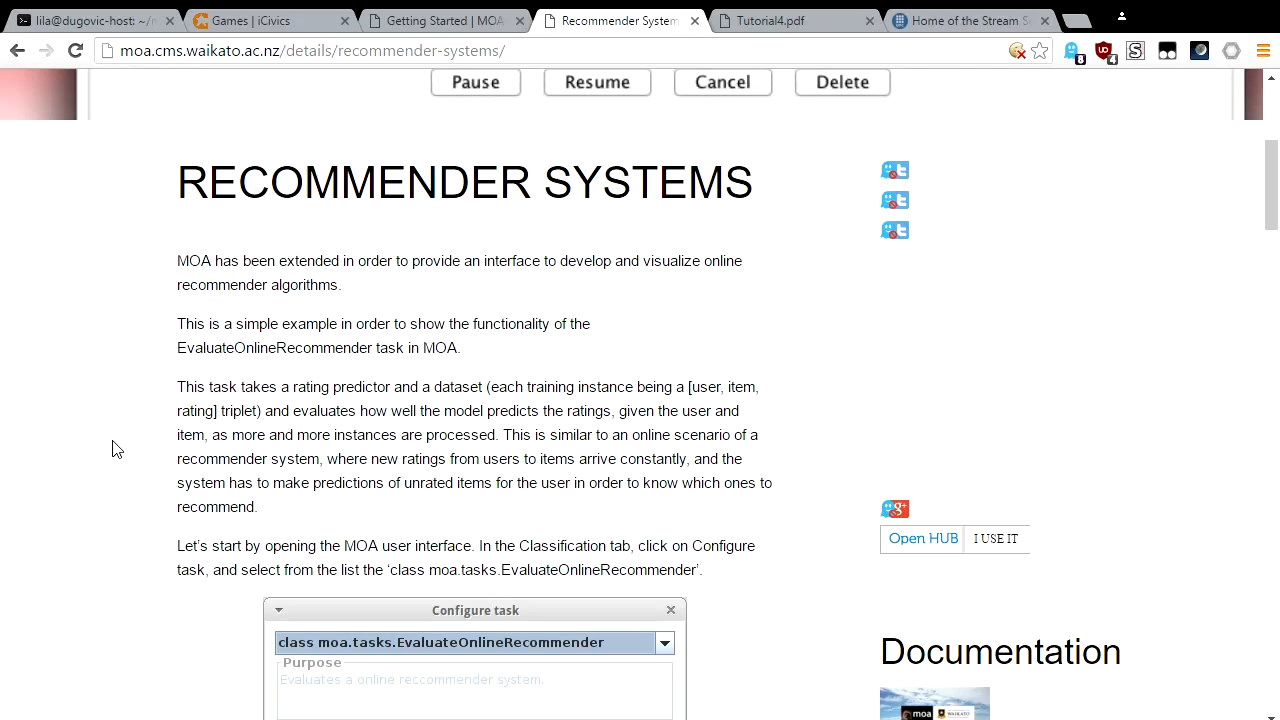 lila@dugovic-host: ~/
Games | iCivics
Getting Started | MOA
Recommender System
Tutorial4.pdf
Home of the Stream S
moa.cms.waikato.ac.nz/details/recommender-systems/
8
4
Pause
Resume
Cancel
Delete
RECOMMENDER SYSTEMS
MOA has been extended in order to provide an interface to develop and visualize online
recommender algorithms.
This is a simple example in order to show the functionality of the
EvaluateOnlineRecommender task in MOA.
This task takes a rating predictor and a dataset (each training instance being a [user, item,
rating] triplet) and evaluates how well the model predicts the ratings, given the user and
item, as more and more instances are processed. This is similar to an online scenario of a
recommender system, where new ratings from users to items arrive constantly, and the
system has to make predictions of unrated items for the user in order to know which ones to
recommend.
g+
Open HUB
I USE IT
Let's start by opening the MOA user interface. In the Classification tab, click on Configure
task, and select from the list the ‘class moa.tasks.EvaluateOnlineRecommender’.
Configure task
class moa.tasks.EvaluateOnlineRecommender
Purpose
Evaluates a online reccommender system.
Documentation
moa
WAIKATO